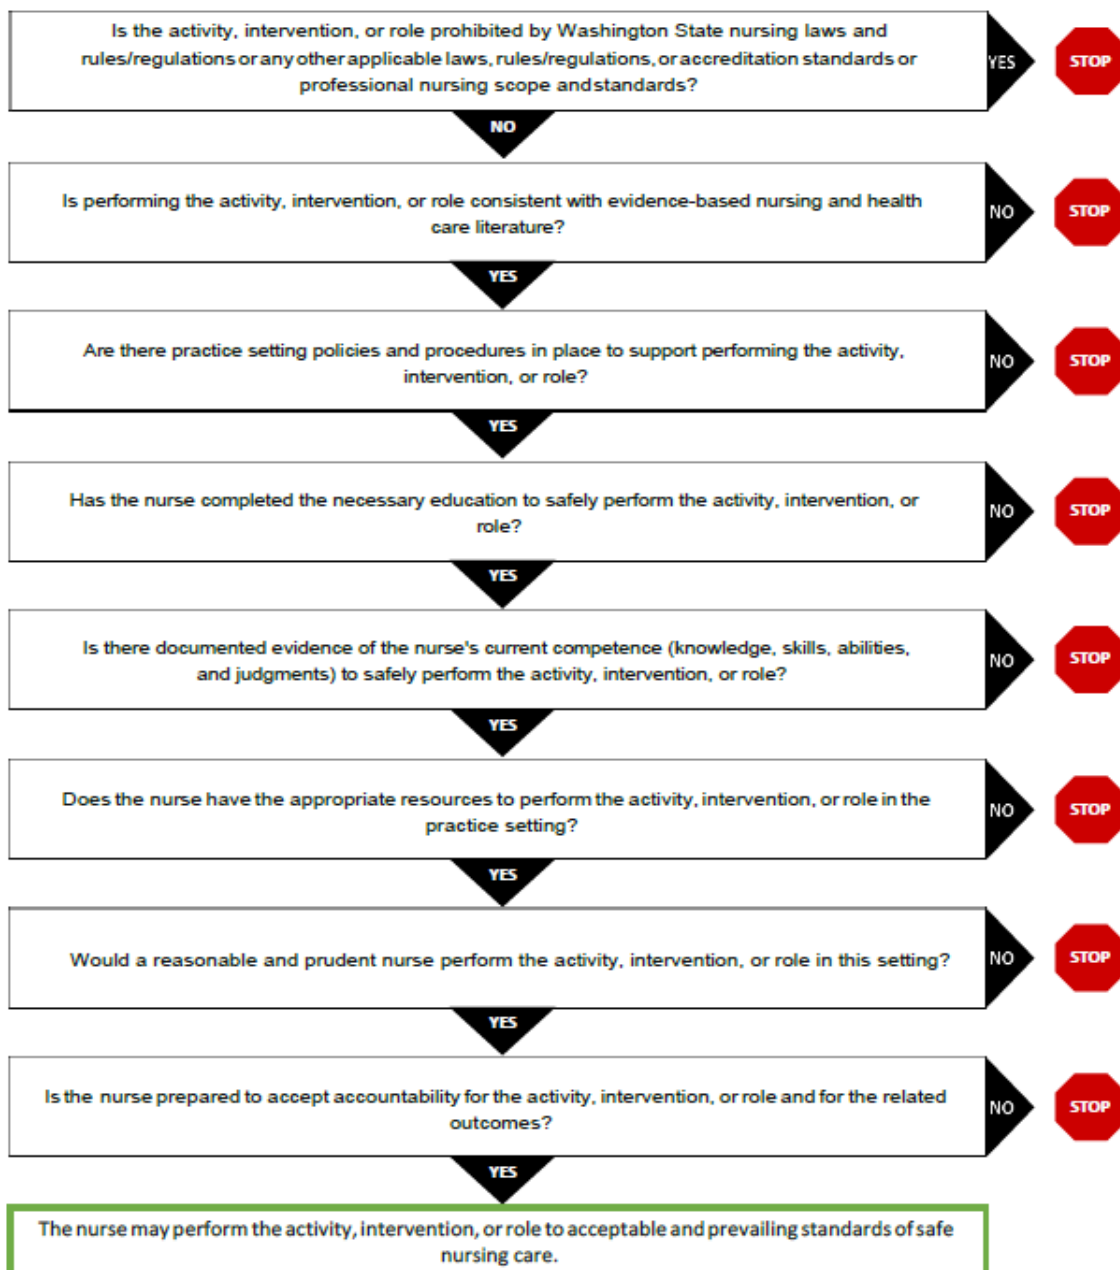 Is the activity, intervention, or role prohibited by Washington State nursing laws and
rules/regulations or any other applicable laws, rules/regulations, or accreditation standards or
professional nursing scope and standards?
YES
STOP
NO
Is performing the activity, intervention, or role consistent with evidence-based nursing and health
care literature?
NO
STOP
YES
Are there practice setting policies and procedures in place to support performing the activity,
intervention, or role?
NO
STOP
YES
Has the nurse completed the necessary education to safely perform the activity, intervention, or
role?
NO
STOP
YES
Is there documented evidence of the nurse's current competence (knowledge, skills, abilities,
and judgments) to safely perform the activity, intervention, or role?
NO
STOP
YES
Does the nurse have the appropriate resources to perform the activity, intervention, or role in the
practice setting?
NO
STOP
YES
Would a reasonable and prudent nurse perform the activity, intervention, or role in this setting?
NO
STOP
YES
Is the nurse prepared to accept accountability for the activity, intervention, or role and for the related
outcomes?
NO
STOP
YES
The nurse may perform the activity, intervention, or role to acceptable and prevailing standards of safe
nursing care.